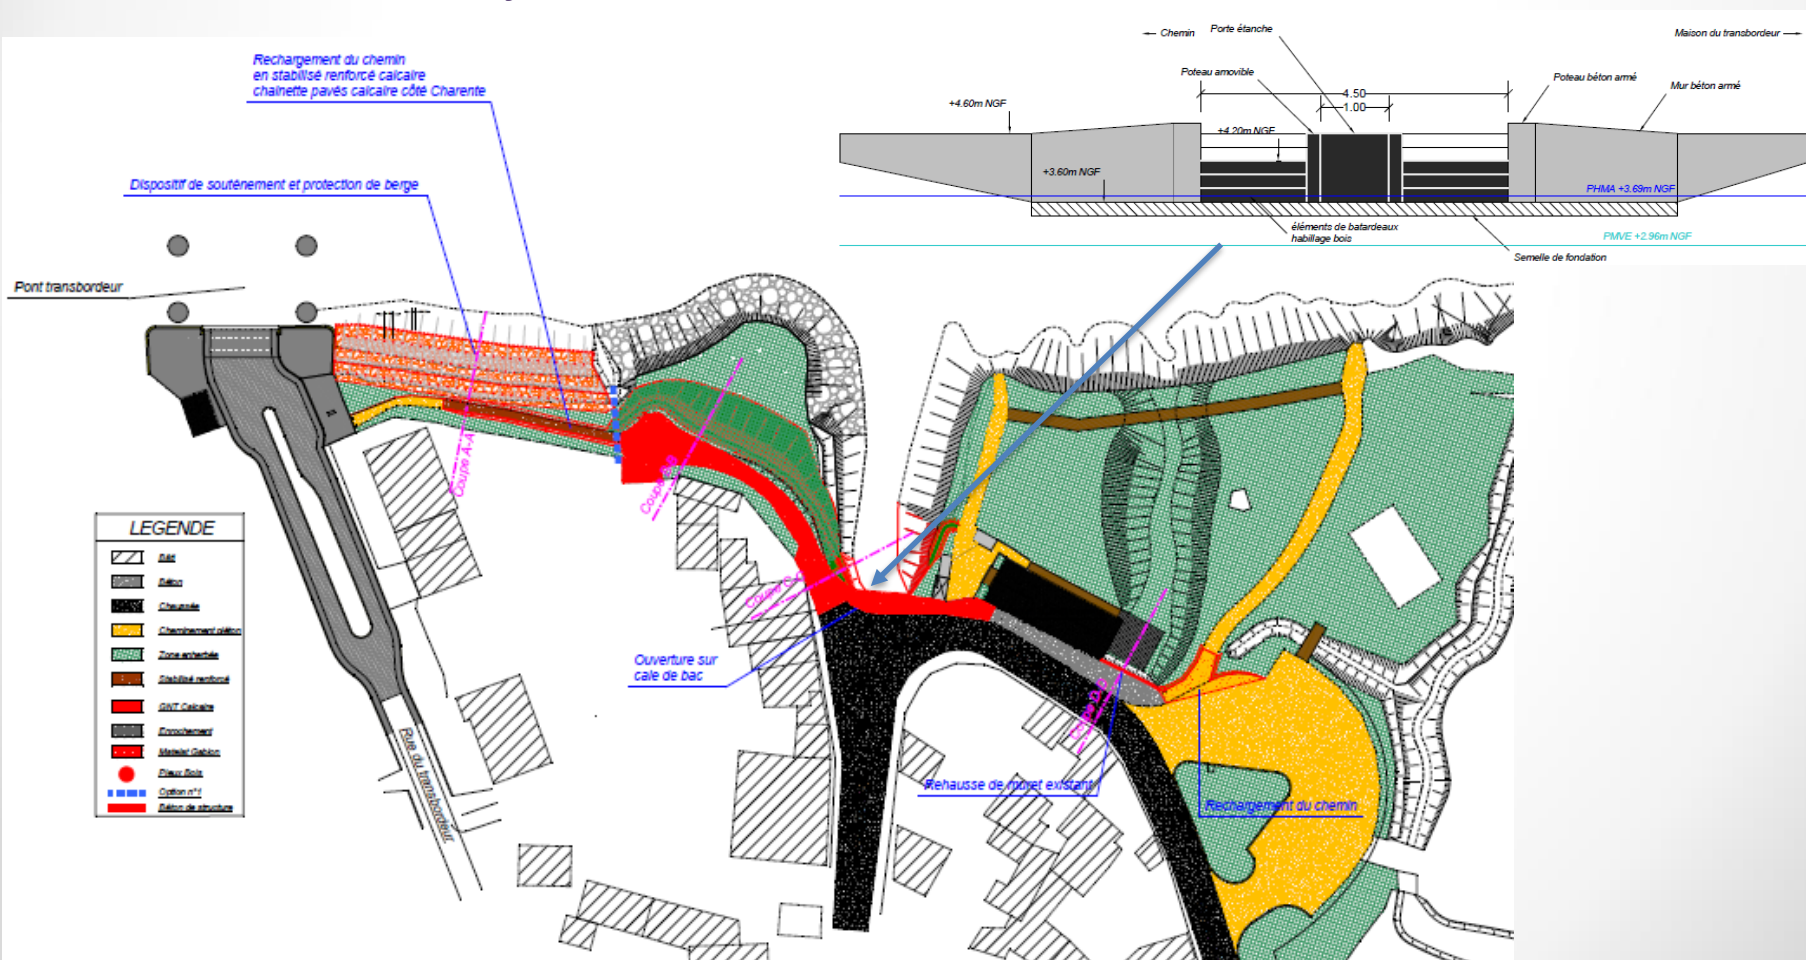 Rechargement du chemin
en stabilisé renforcé calcaire
chainette pavés calcaire côté Charente
Dispositif de soutènement et protection de berge
Pont transbordeur
Chemin
Porte étanche
Maison du transbordeur
Poteau amovible
Poteau béton armé
Mur béton armé
4.50
1.00
+4.60m NGF
+4.20m NGF
+3.60m NGF
PHMA +3.69m NGF
éléments de batardeaux
habillage bois
PMVE +2.96m NGF
Semelle de fondation
Coupe A-A
Coupe B-B
Coupe C-C
Coupe D-D
LEGENDE
Bâti
Béton
Chaussée
Cheminement piéton
Zone enherbée
Stabilisé renforcé
GNT Calcaire
Enrochement
Matelat Gabion
Pieux Bois
Option n°1
Béton de structure
Ouverture sur
cale de bac
Rue du transbordeur
Rehausse de muret existant
Rechargement du chemin